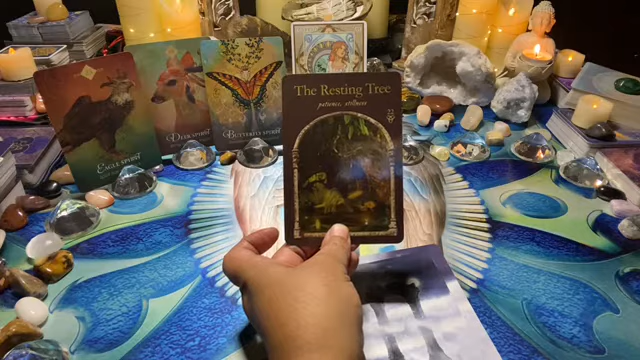 The Resting Tree
patience, stillness
EAGLE SPIRIT
DEER SPIRIT
BUTTERFLY SPIRIT